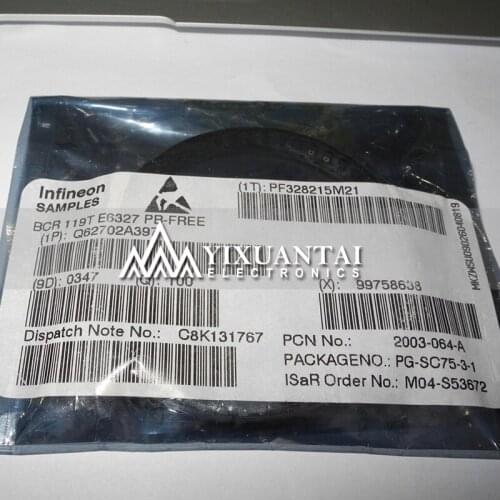 Infineon
SAMPLES
(1T): PF328215M21
BCR 119T E6327 PB-FREE
(1P): Q62702A397
YIXUANTAI
ELECTRONICS
(9D): 0347
(Q): 100
(X): 99758638
Dispatch Note No.: C8K131767
PCN No.: 2003-064-A
PACKAGENO.: PG-SC75-3-1
ISaR Order No.: M04-S53672